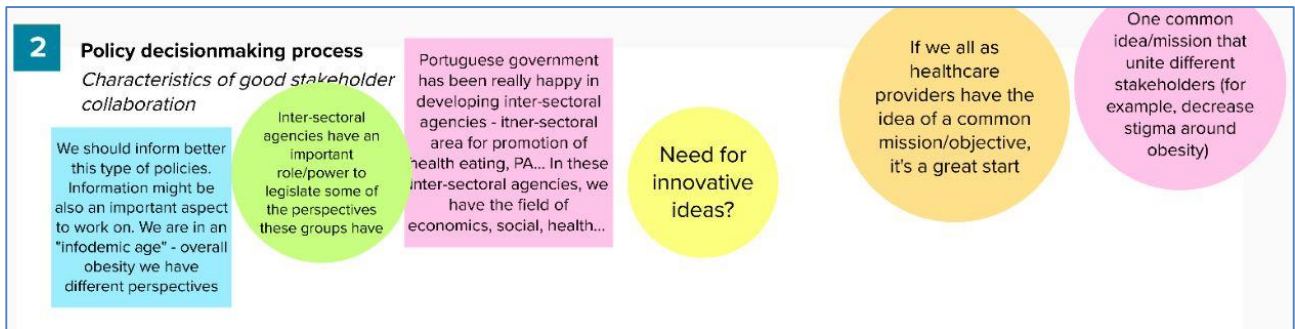 2
Policy decisionmaking process
Characteristics of good stakeholder
collaboration
We should inform better
this type of policies.
Information might be
also an important aspect
to work on. We are in an
"infodemic age" - overall
obesity we have
different perspectives
Inter-sectoral
agencies have an
important
role/power to
legislate some of
the perspectives
these groups have
Portuguese government
has been really happy in
developing inter-sectoral
agencies - itner-sectoral
area for promotion of
health eating, PA... In these
inter-sectoral agencies, we
have the field of
economics, social, health...
Need for
innovative
ideas?
If we all as
healthcare
providers have the
idea of a common
mission/objective,
it's a great start
One common
idea/mission that
unite different
stakeholders (for
example, decrease
stigma around
obesity)